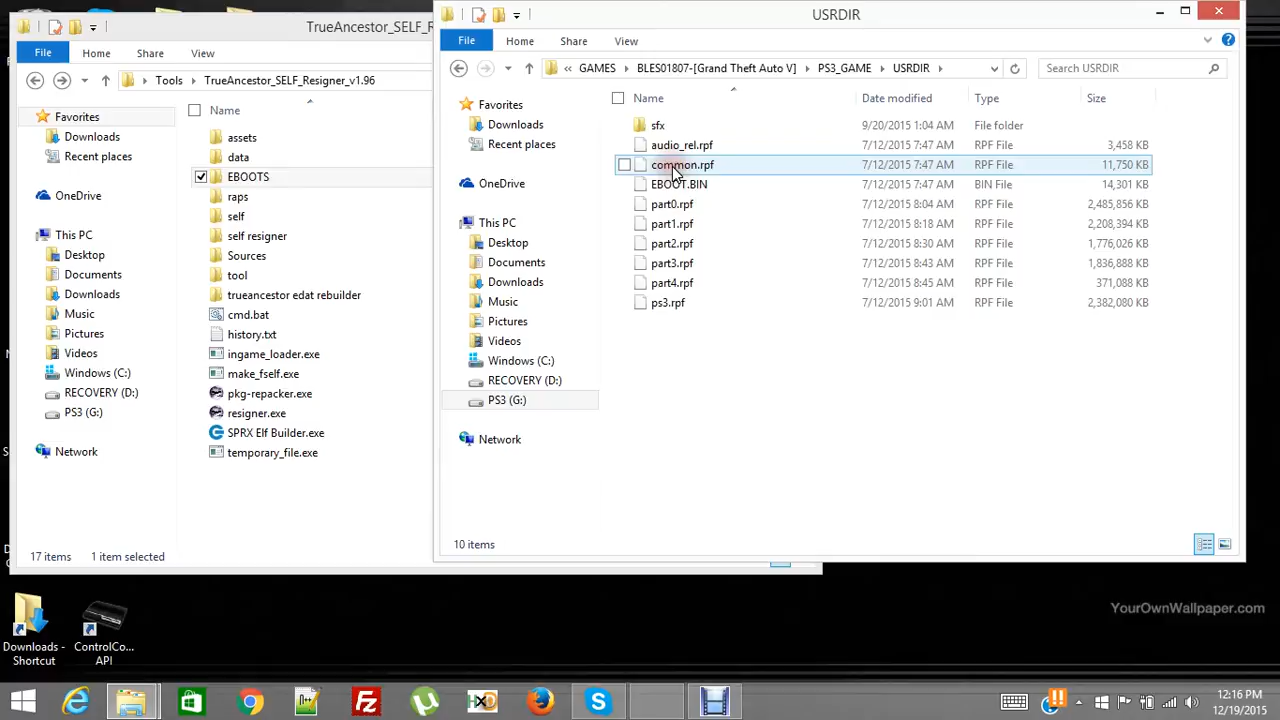 TrueAncestor_SELF_R
File Home Share View
Tools TrueAncestor_SELF_Resigner_v1.96
Favorites
Downloads
Recent places
OneDrive
This PC
Desktop
Documents
Downloads
Music
Pictures
Videos
Windows (C:)
RECOVERY (D:)
PS3 (G:)
Network
Name
assets
data
EBOOTS
raps
self
self resigner
Sources
tool
trueancestor edat rebuilder
cmd.bat
history.txt
ingame_loader.exe
make_fself.exe
pkg-repacker.exe
resigner.exe
SPRX Elf Builder.exe
temporary_file.exe
17 items 1 item selected
USRDIR
File Home Share View
« GAMES BLES01807-[Grand Theft Auto V] PS3_GAME USRDIR Search USRDIR
Favorites
Downloads
Recent places
OneDrive
This PC
Desktop
Documents
Downloads
Music
Pictures
Videos
Windows (C:)
RECOVERY (D:)
PS3 (G:)
Network
Name Date modified Type Size
sfx 9/20/2015 1:04 AM File folder
audio_rel.rpf 7/12/2015 7:47 AM RPF File 3,458 KB
common.rpf 7/12/2015 7:47 AM RPF File 11,750 KB
EBOOT.BIN 7/12/2015 7:47 AM BIN File 14,301 KB
part0.rpf 7/12/2015 8:04 AM RPF File 2,485,856 KB
part1.rpf 7/12/2015 8:18 AM RPF File 2,208,394 KB
part2.rpf 7/12/2015 8:30 AM RPF File 1,776,026 KB
part3.rpf 7/12/2015 8:37 AM RPF File 1,836,888 KB
part4.rpf 7/12/2015 8:45 AM RPF File 371,088 KB
ps3.rpf 7/12/2015 9:01 AM RPF File 2,382,080 KB
10 items
YourOwnWallpaper.com
Downloads -
Shortcut
ControlCo...
API
12:16 PM
12/19/2015